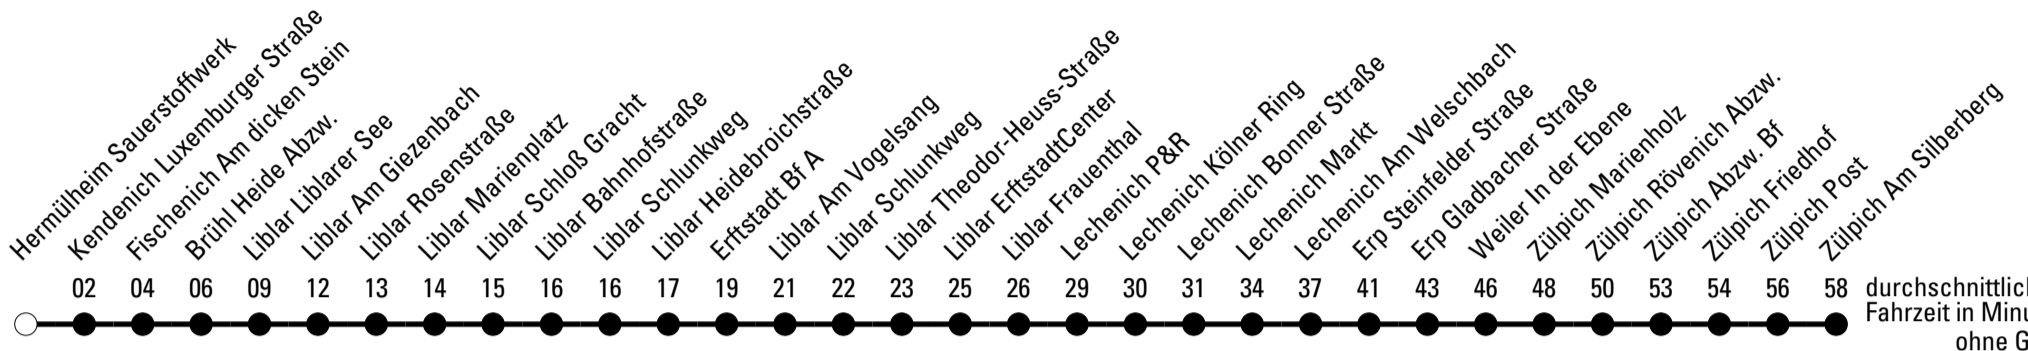 Hermülheim Sauerstoffwerk
Kendenich Luxemburger Straße
Fischenich Am dicken Stein
Brühl Heide Abzw.
Liblar Liblarer See
Liblar Am Giezenbach
Liblar Rosenstraße
Liblar Marienplatz
Liblar Schloß Gracht
Liblar Bahnhofstraße
Liblar Schlunkweg
Liblar Heidebroichstraße
Erftstadt Bf A
Liblar Am Vogelsang
Liblar Schlunkweg
Liblar Theodor-Heuss-Straße
Liblar ErftstadtCenter
Liblar Frauenthal
Lechenich P&R
Lechenich Kölner Ring
Lechenich Bonner Straße
Lechenich Markt
Lechenich Am Welschbach
Erp Steinfelder Straße
Erp Gladbacher Straße
Weiler In der Ebene
Zülpich Marienholz
Zülpich Rövenich Abzw.
Zülpich Abzw. Bf
Zülpich Friedhof
Zülpich Post
Zülpich Am Silberberg
02 04 06 09 12 13 14 15 16 16 17 19 21 22 23 25 26 29 30 31 34 37 41 43 46 48 50 53 54 56 58
durchschnittlich
Fahrzeit in Minu
ohne G